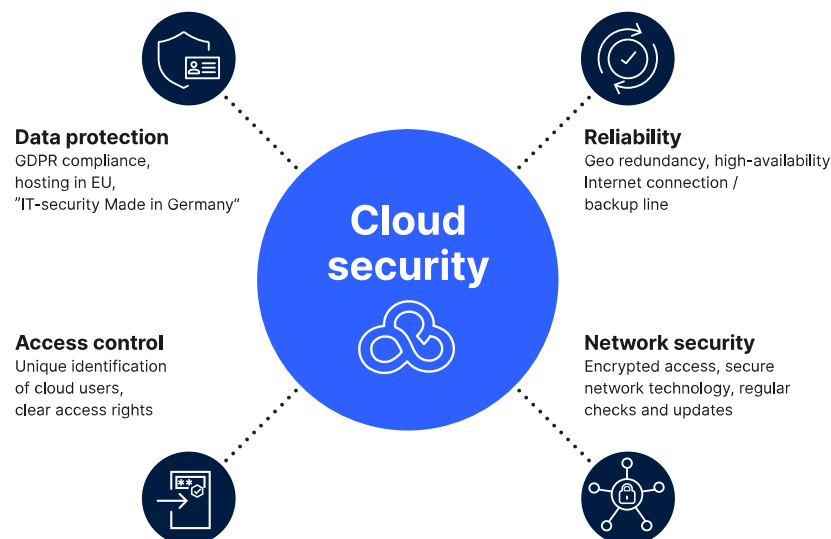 Data protection
GDPR compliance,
hosting in EU,
”IT-security Made in Germany“
Reliability
Geo redundancy, high-availability
Internet connection /
backup line
Cloud
security
Access control
Unique identification
of cloud users,
clear access rights
Network security
Encrypted access, secure
network technology, regular
checks and updates
**